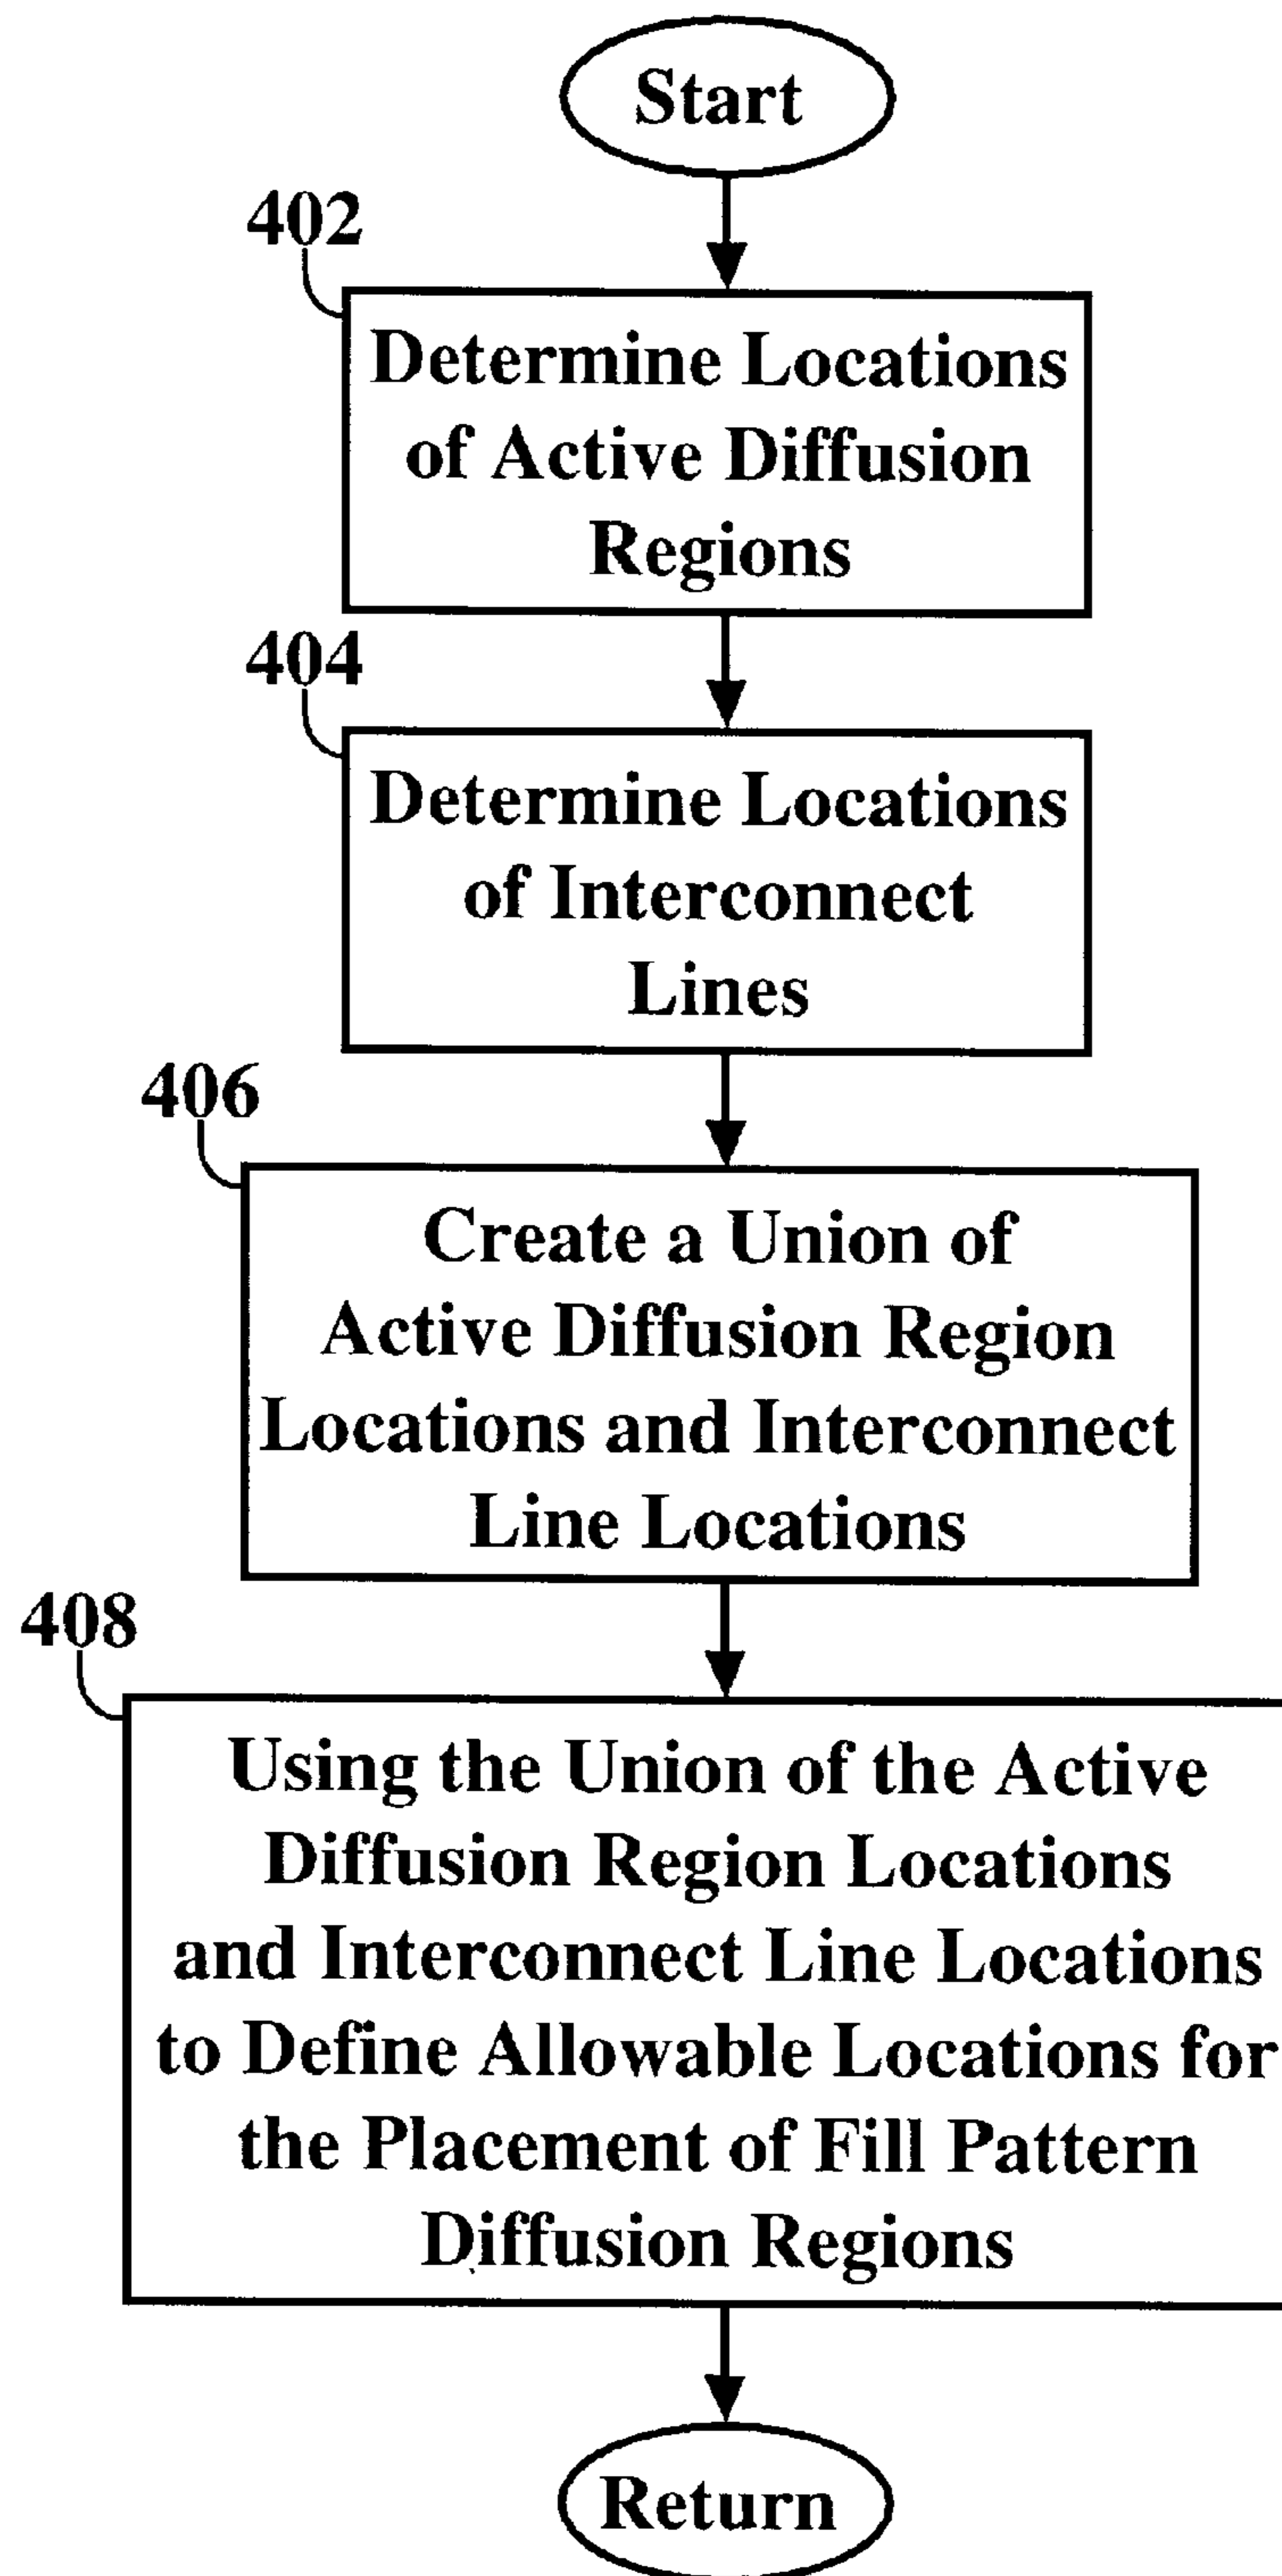 Start
402
Determine Locations
of Active Diffusion
Regions
404
Determine Locations
of Interconnect
Lines
406
Create a Union of
Active Diffusion Region
Locations and Interconnect
Line Locations
408
Using the Union of the Active
Diffusion Region Locations
and Interconnect Line Locations
to Define Allowable Locations for
the Placement of Fill Pattern
Diffusion Regions
Return